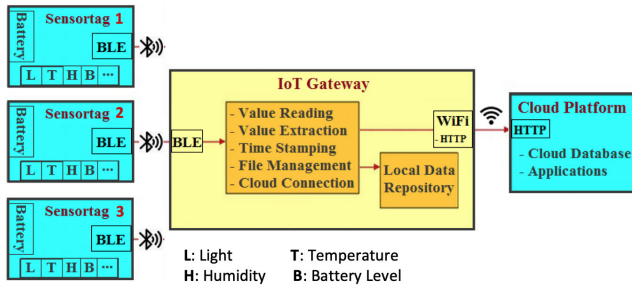 Sensortag 1
Battery
BLE
L T H B ...
Sensortag 2
Battery
BLE
L T H B ...
Sensortag 3
Battery
BLE
L T H B ...
IoT Gateway
BLE
- Value Reading
- Value Extraction
- Time Stamping
- File Management
- Cloud Connection
WiFi
- HTTP
Local Data
Repository
Cloud Platform
HTTP
- Cloud Database
- Applications
L: Light T: Temperature
H: Humidity B: Battery Level